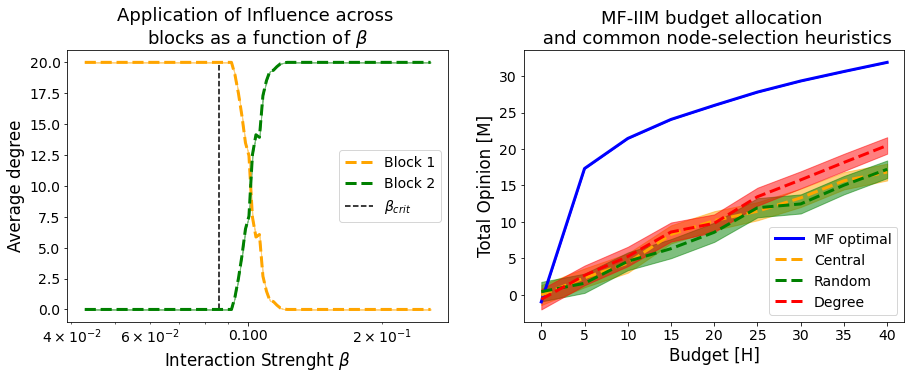 Application of Influence across
blocks as a function of β
Average degree
20.0
17.5
15.0
12.5
10.0
7.5
5.0
2.5
0.0
Block 1
Block 2
β_crit
4 × 10⁻²
6 × 10⁻²
0.100
2 × 10⁻¹
Interaction Strenght β
MF-IIM budget allocation
and common node-selection heuristics
Total Opinion [M]
30
25
20
15
10
5
0
MF optimal
Central
Random
Degree
0 5 10 15 20 25 30 35 40
Budget [H]